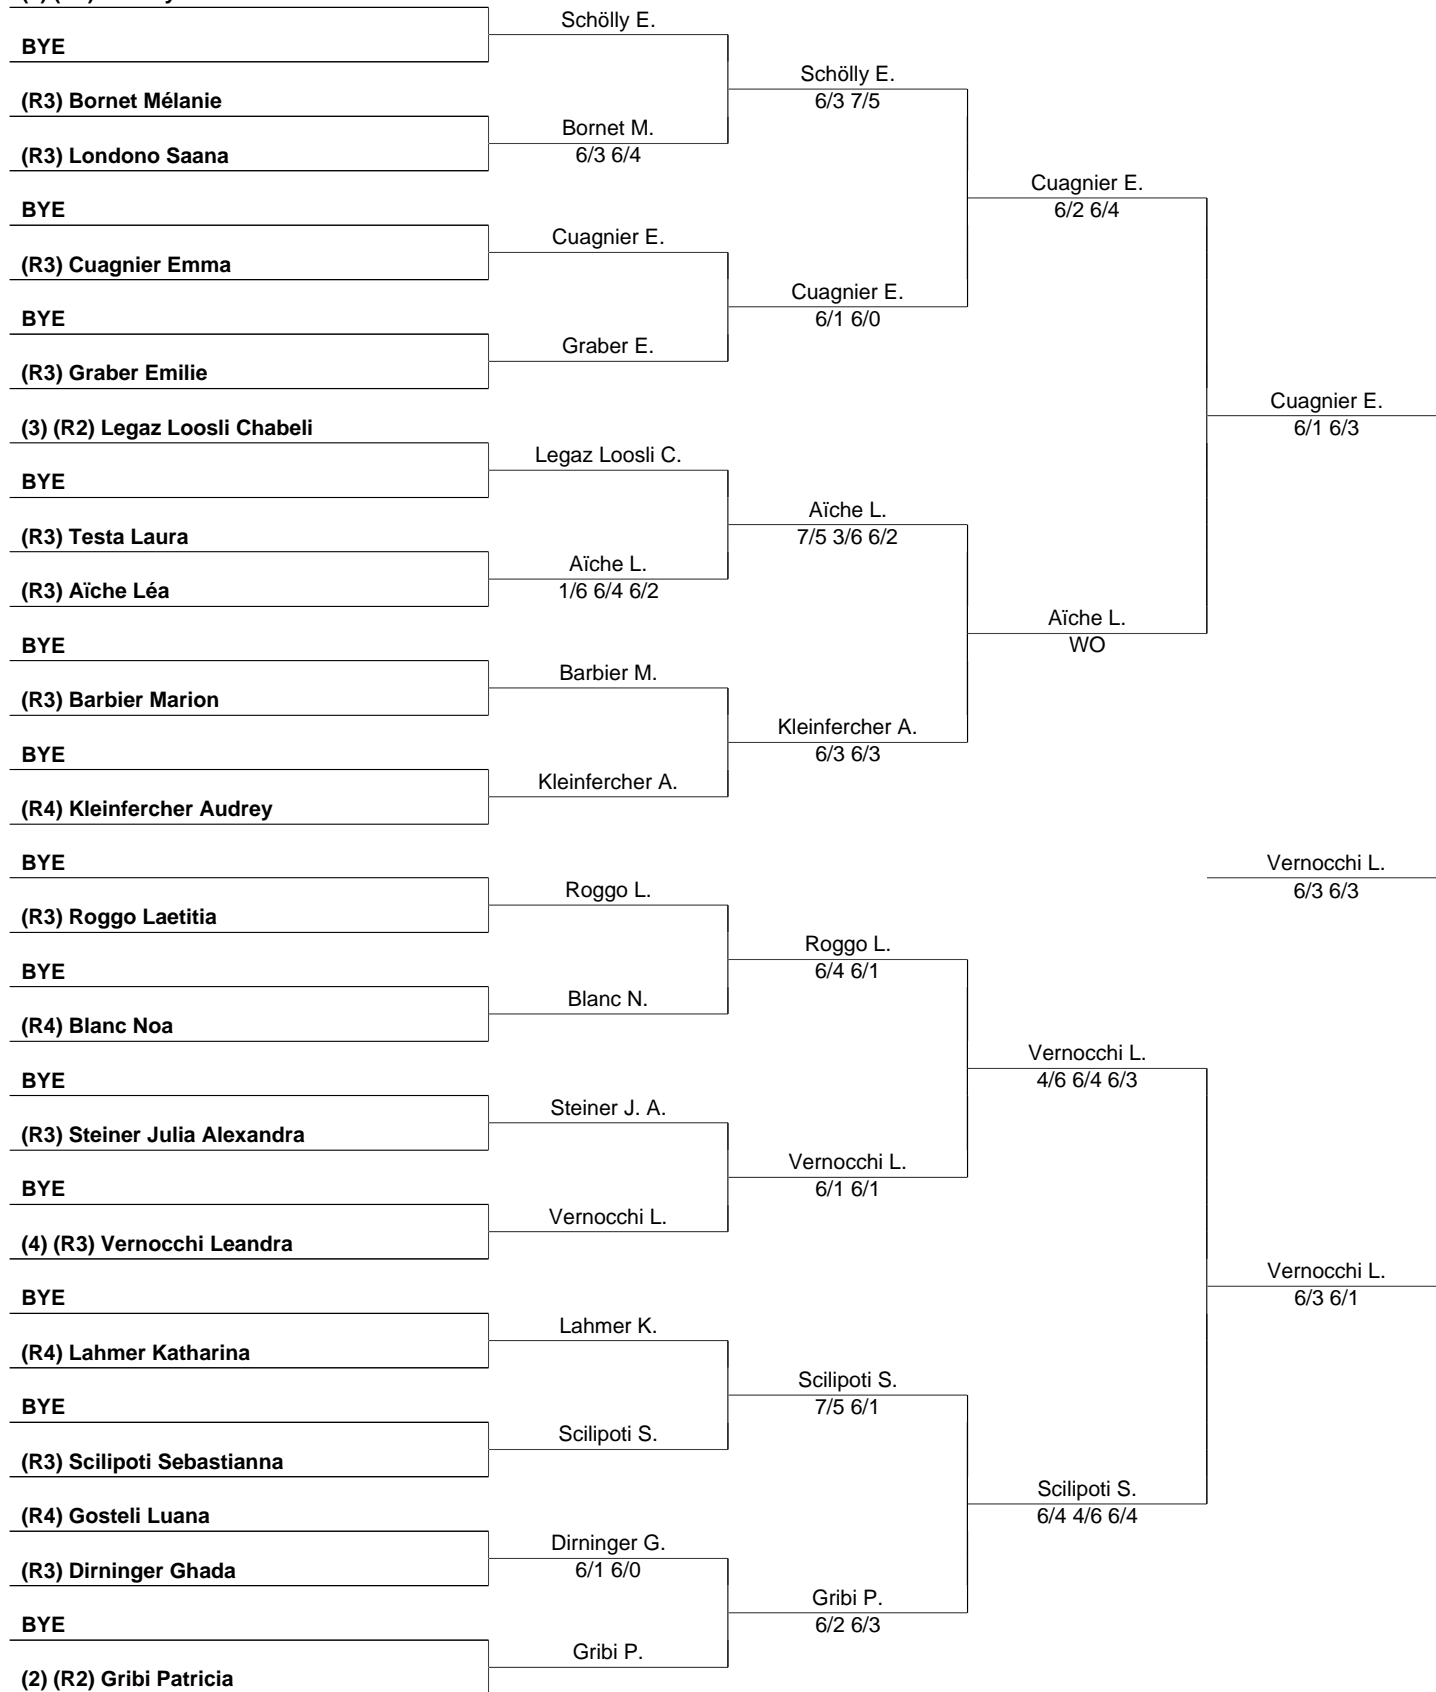 BYE
(R3) Bornet Mélanie
(R3) Londono Saana
BYE
(R3) Cuagnier Emma
BYE
(R3) Graber Emilie
(3) (R2) Legaz Loosli Chabeli
BYE
(R3) Testa Laura
(R3) Aïche Léa
BYE
(R3) Barbier Marion
BYE
(R4) Kleinfercher Audrey
BYE
(R3) Roggo Laetitia
BYE
(R4) Blanc Noa
BYE
(R3) Steiner Julia Alexandra
BYE
(4) (R3) Vernocchi Leandra
BYE
(R4) Lahmer Katharina
BYE
(R3) Scilipoti Sebastianna
(R4) Gosteli Luana
(R3) Dirninger Ghada
BYE
(2) (R2) Gribi Patricia
Schölly E.
Bornet M.
6/3 6/4
Cuagnier E.
Graber E.
Legaz Loosli C.
Aïche L.
1/6 6/4 6/2
Barbier M.
Kleinfercher A.
Roggo L.
Blanc N.
Steiner J. A.
Vernocchi L.
Lahmer K.
Scilipoti S.
Dirninger G.
6/1 6/0
Gribi P.
Schölly E.
6/3 7/5
Cuagnier E.
6/1 6/0
Aïche L.
7/5 3/6 6/2
Kleinfercher A.
6/3 6/3
Roggo L.
6/4 6/1
Vernocchi L.
6/1 6/1
Scilipoti S.
7/5 6/1
Gribi P.
6/2 6/3
Cuagnier E.
6/2 6/4
Aïche L.
WO
Vernocchi L.
4/6 6/4 6/3
Scilipoti S.
6/4 4/6 6/4
Cuagnier E.
6/1 6/3
Vernocchi L.
6/3 6/3
Vernocchi L.
6/3 6/1